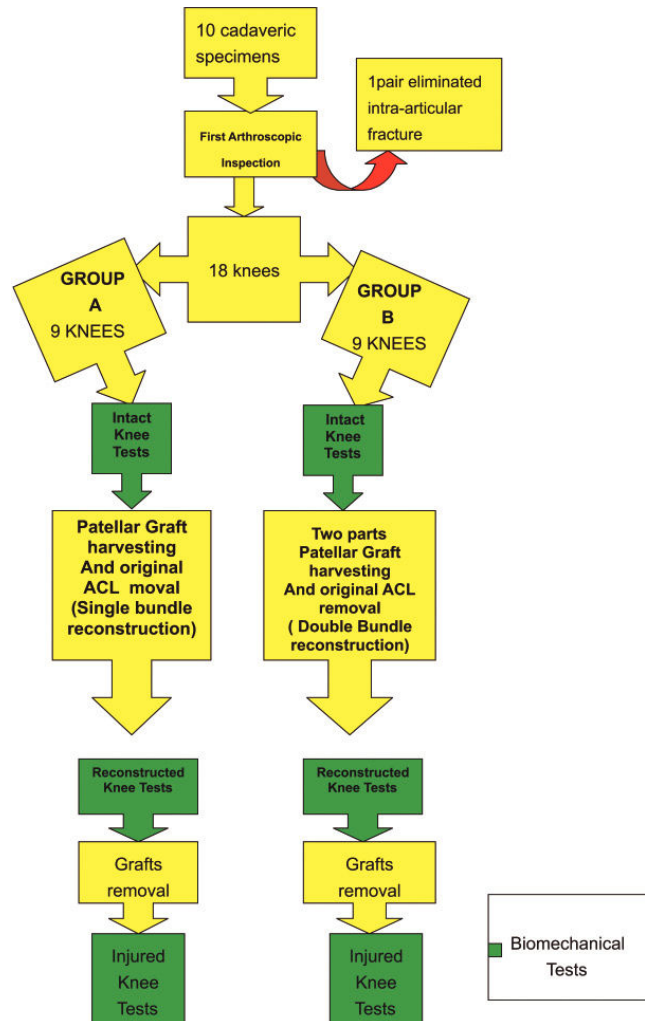 10 cadaveric
specimens
1pair eliminated
intra-articular
fracture
First Arthroscopic
Inspection
18 knees
GROUP
A
9 KNEES
GROUP
B
9 KNEES
Intact
Knee
Tests
Intact
Knee
Tests
Patellar Graft
harvesting
And original
ACL moval
(Single bundle
reconstruction)
Two parts
Patellar Graft
harvesting
And original ACL
removal
( Double Bundle
reconstruction)
Reconstructed
Knee Tests
Reconstructed
Knee Tests
Grafts
removal
Grafts
removal
Injured
Knee
Tests
Injured
Knee
Tests
Biomechanical
Tests